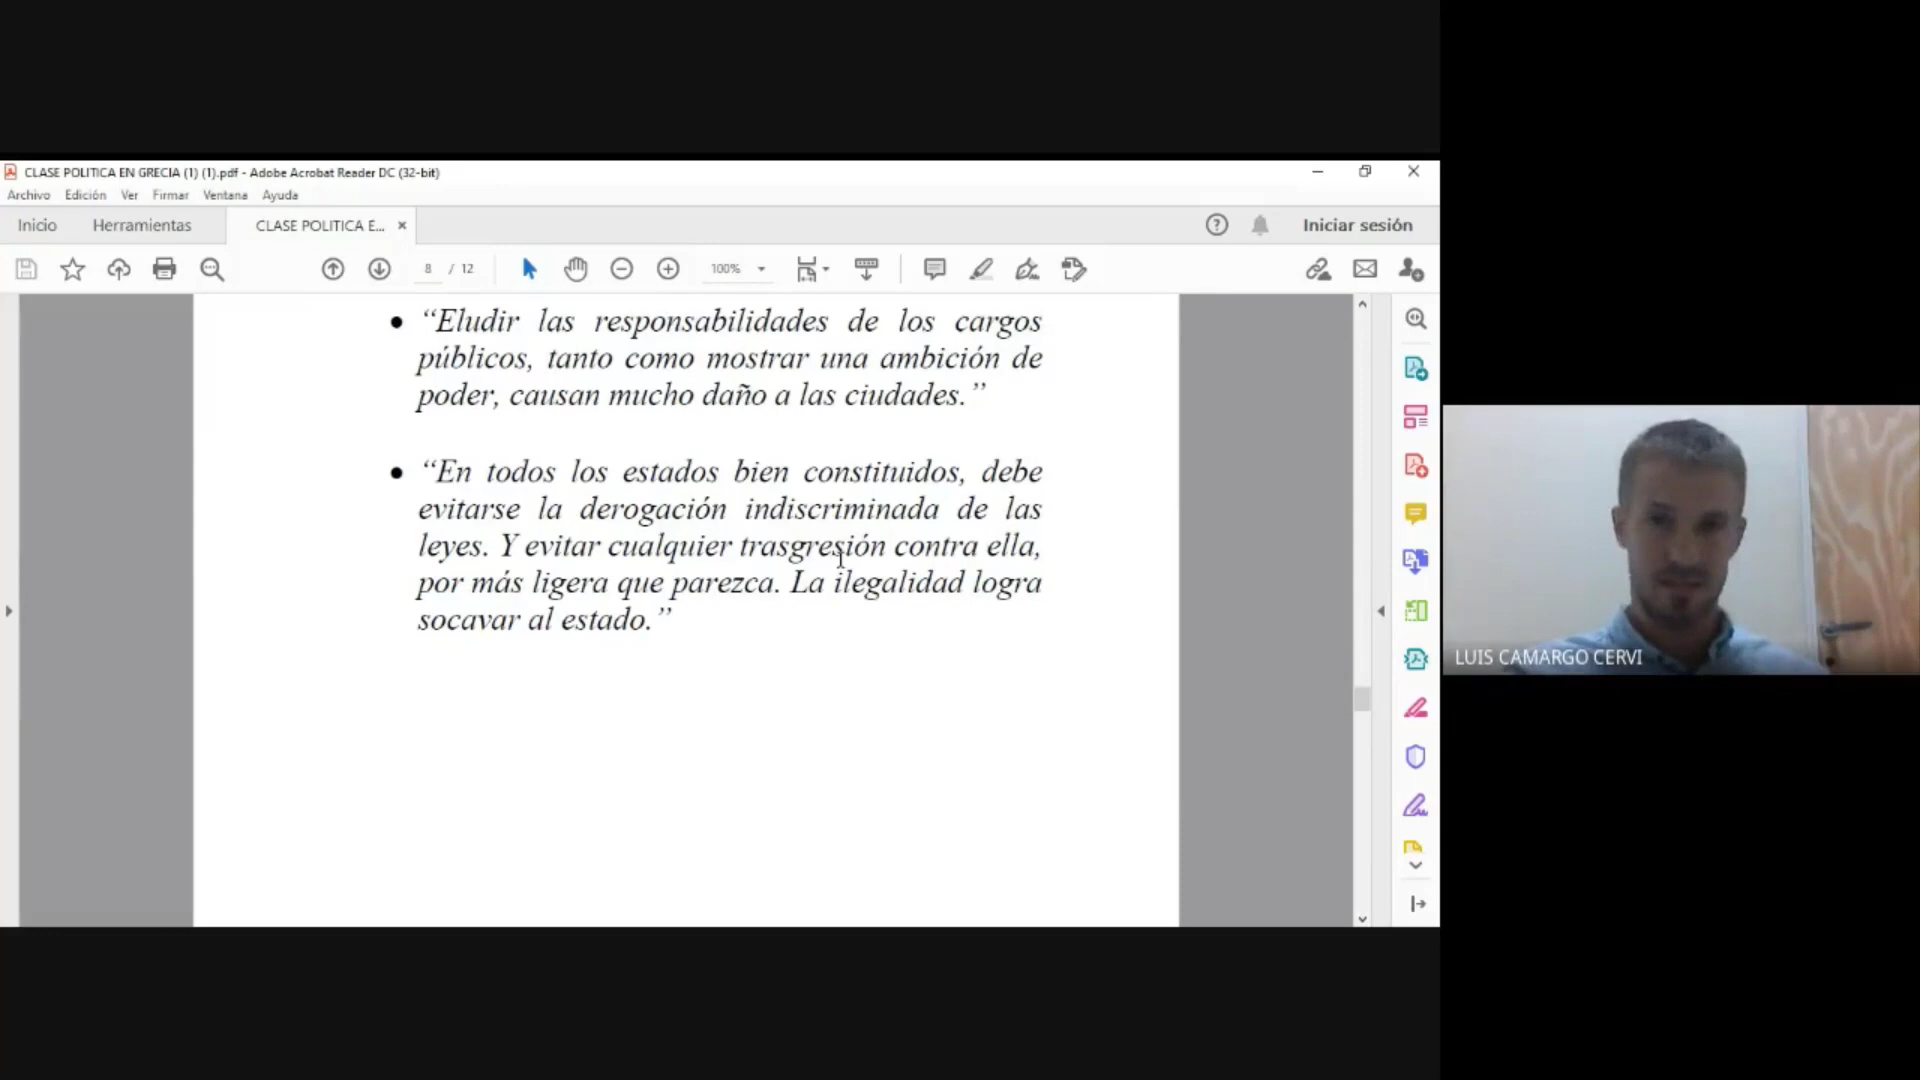 CLASE POLITICA EN GRECIA (1) (1).pdf - Adobe Acrobat Reader DC (32-bit)
Archivo Edición Ver Firmar Ventana Ayuda
Inicio Herramientas CLASE POLITICA E... Iniciar sesión
8 / 12 100%
• “Eludir las responsabilidades de los cargos
públicos, tanto como mostrar una ambición de
poder, causan mucho daño a las ciudades.”
• “En todos los estados bien constituidos, debe
evitarse la derogación indiscriminada de las
leyes. Y evitar cualquier trasgresión contra ella,
por más ligera que parezca. La ilegalidad logra
socavar al estado.”
LUIS CAMARGO CERVI